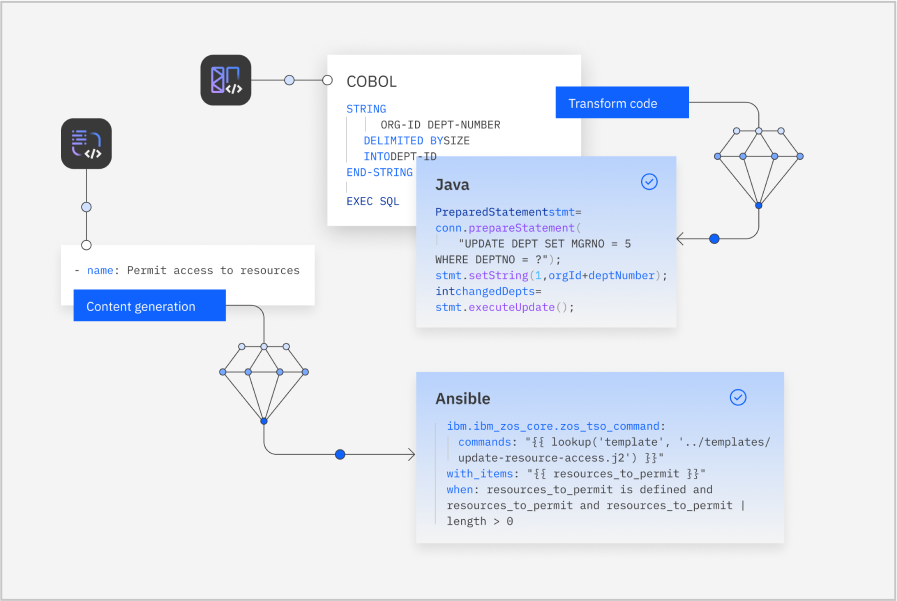 COBOL
STRING
ORG-ID DEPT-NUMBER
DELIMITED BYSIZE
INTODEPT-ID
END-STRING
EXEC SQL
Transform code
Java
PreparedStatementstmt=
conn.prepareStatement(
"UPDATE DEPT SET MGRNO = 5
WHERE DEPTNO = ?");
stmt.setString(1,orgId+deptNumber);
intchangedDepts=
stmt.executeUpdate();
- name: Permit access to resources
Content generation
Ansible
ibm.ibm_zos_core.zos_tso_command:
commands: "{{ lookup('template', '../templates/
update-resource-access.j2') }}"
with_items: "{{ resources_to_permit }}"
when: resources_to_permit is defined and
resources_to_permit and resources_to_permit |
length > 0